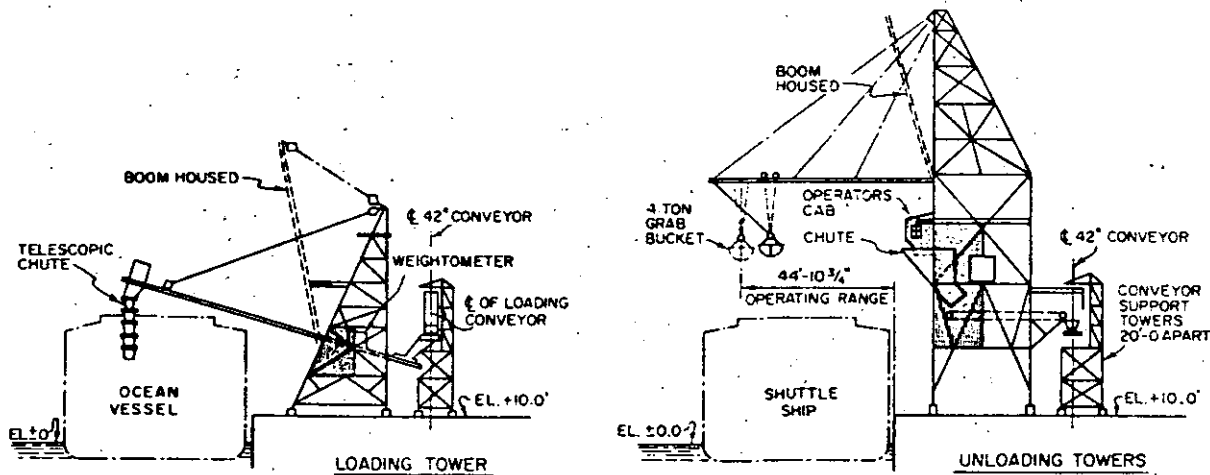 BOOM HOUSED
℄ 42" CONVEYOR
TELESCOPIC
CHUTE
WEIGHTOMETER
℄ OF LOADING
CONVEYOR
OCEAN
VESSEL
EL. +10.0'
EL ±0
LOADING TOWER
BOOM
HOUSED
OPERATORS
CAB
4 TON
GRAB
BUCKET
CHUTE
℄ 42" CONVEYOR
44'-10 3/4"
OPERATING RANGE
CONVEYOR
SUPPORT
TOWERS
20'-0 APART
SHUTTLE
SHIP
EL. +10.0'
EL. ±0.0'
UNLOADING TOWERS